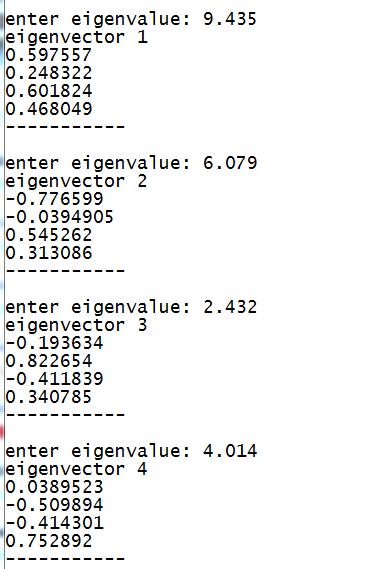 enter eigenvalue: 9.435
eigenvector 1
0.597557
0.248322
0.601824
0.468049
-----------
enter eigenvalue: 6.079
eigenvector 2
-0.776599
-0.0394905
0.545262
0.313086
-----------
enter eigenvalue: 2.432
eigenvector 3
-0.193634
0.822654
-0.411839
0.340785
-----------
enter eigenvalue: 4.014
eigenvector 4
0.0389523
-0.509894
-0.414301
0.752892
-----------